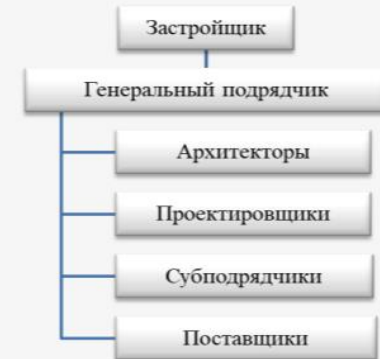 Застройщик
Генеральный подрядчик
Архитекторы
Проектировщики
Субподрядчики
Поставщики